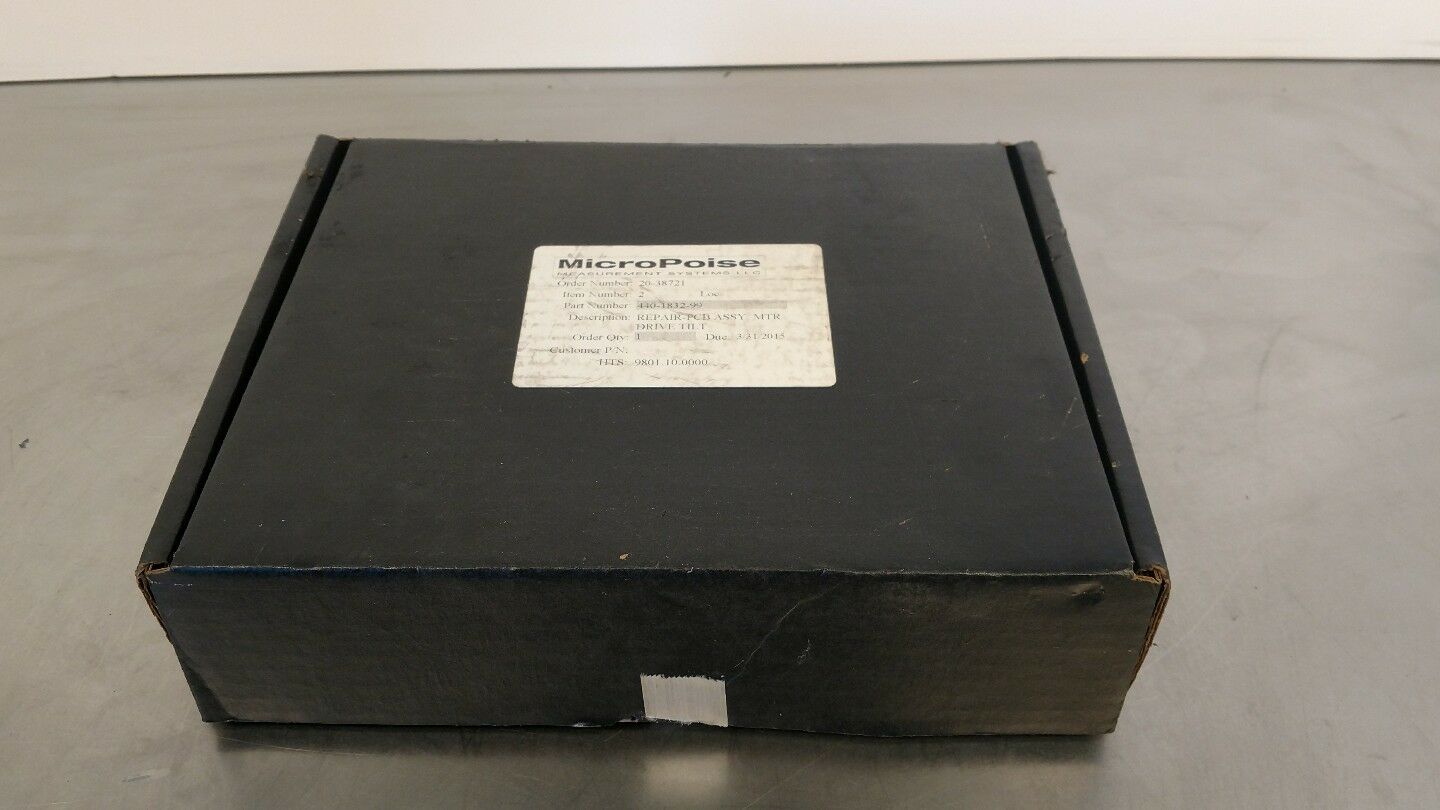 MicroPoise
MEASUREMENT SYSTEMS LLC
Order Number: 20-38721
Item Number: 2 Loc:
Part Number: 440-1832-99
Description: REPAIR-PCB ASSY MTR
DRIVE TILT
Order Qty: 1 Due: 3/31/2015
Customer P/N:
HTS: 9801.10.0000